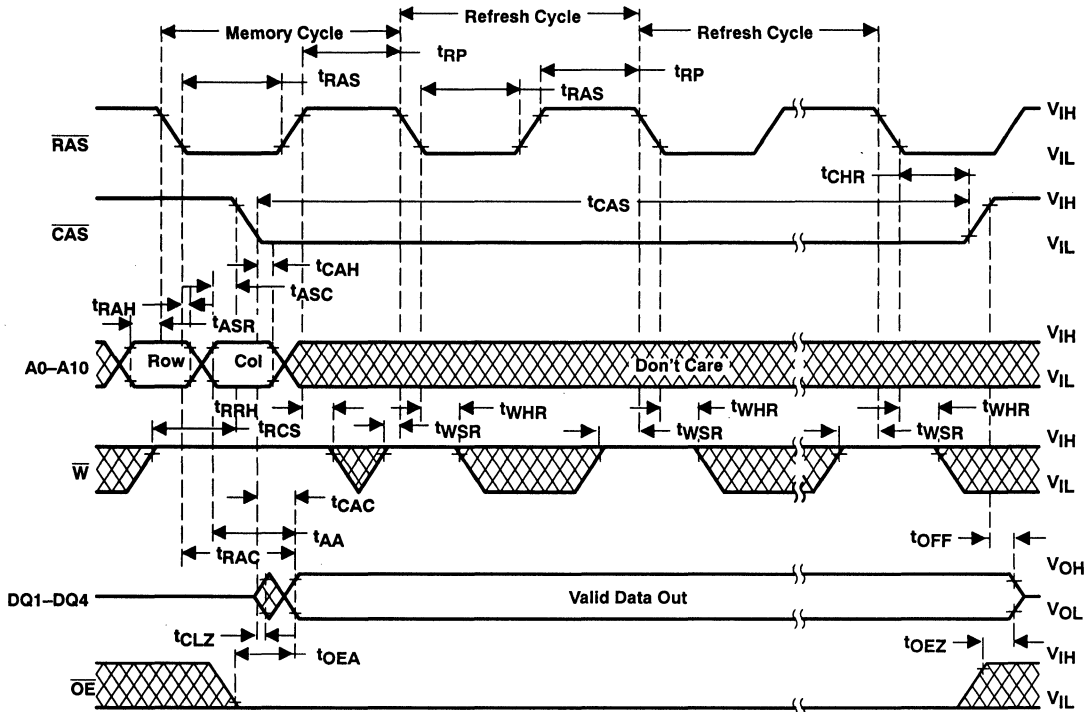 Refresh Cycle
Memory Cycle
Refresh Cycle
tRP
tRP
tRAS
tRAS
VIH
RAS
VIL
tCHR
tCAS
VIH
CAS
VIL
tCAH
tASC
tRAH
tASR
VIH
A0–A10
Row
Col
Don't Care
VIL
tRRH
tWHR
tWHR
tWHR
tRCS
tWSR
tWSR
tWSR
VIH
W
VIL
tCAC
tAA
tOFF
tRAC
VOH
DQ1–DQ4
Valid Data Out
VOL
tCLZ
tOEA
tOEZ
VIH
OE
VIL